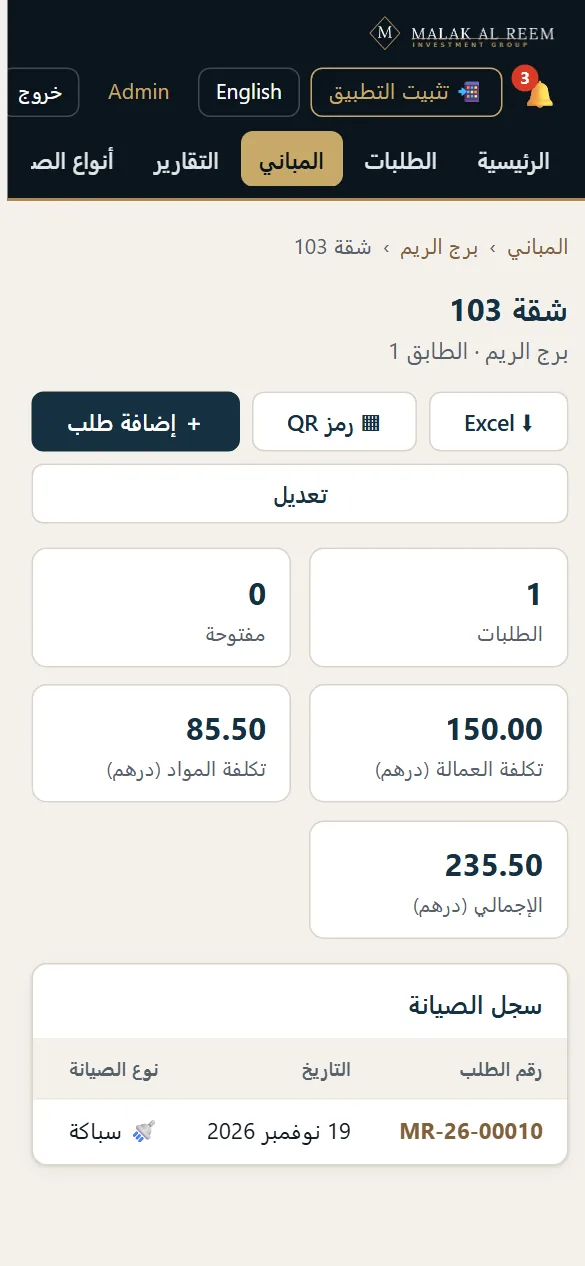 MALAK AL REEM
INVESTMENT GROUP
3
تثبيت التطبيق
English
Admin
خروج
الرئيسية
الطلبات
المباني
التقارير
أنواع الص
المباني › برج الريم › شقة 103
شقة 103
برج الريم · الطابق 1
⬇ Excel
▦ رمز QR
+ إضافة طلب
تعديل
1
الطلبات
0
مفتوحة
150.00
تكلفة العمالة (درهم)
85.50
تكلفة المواد (درهم)
235.50
الإجمالي (درهم)
سجل الصيانة
رقم الطلب التاريخ نوع الصيانة
MR-26-00010 19 نوفمبر 2026 سباكة